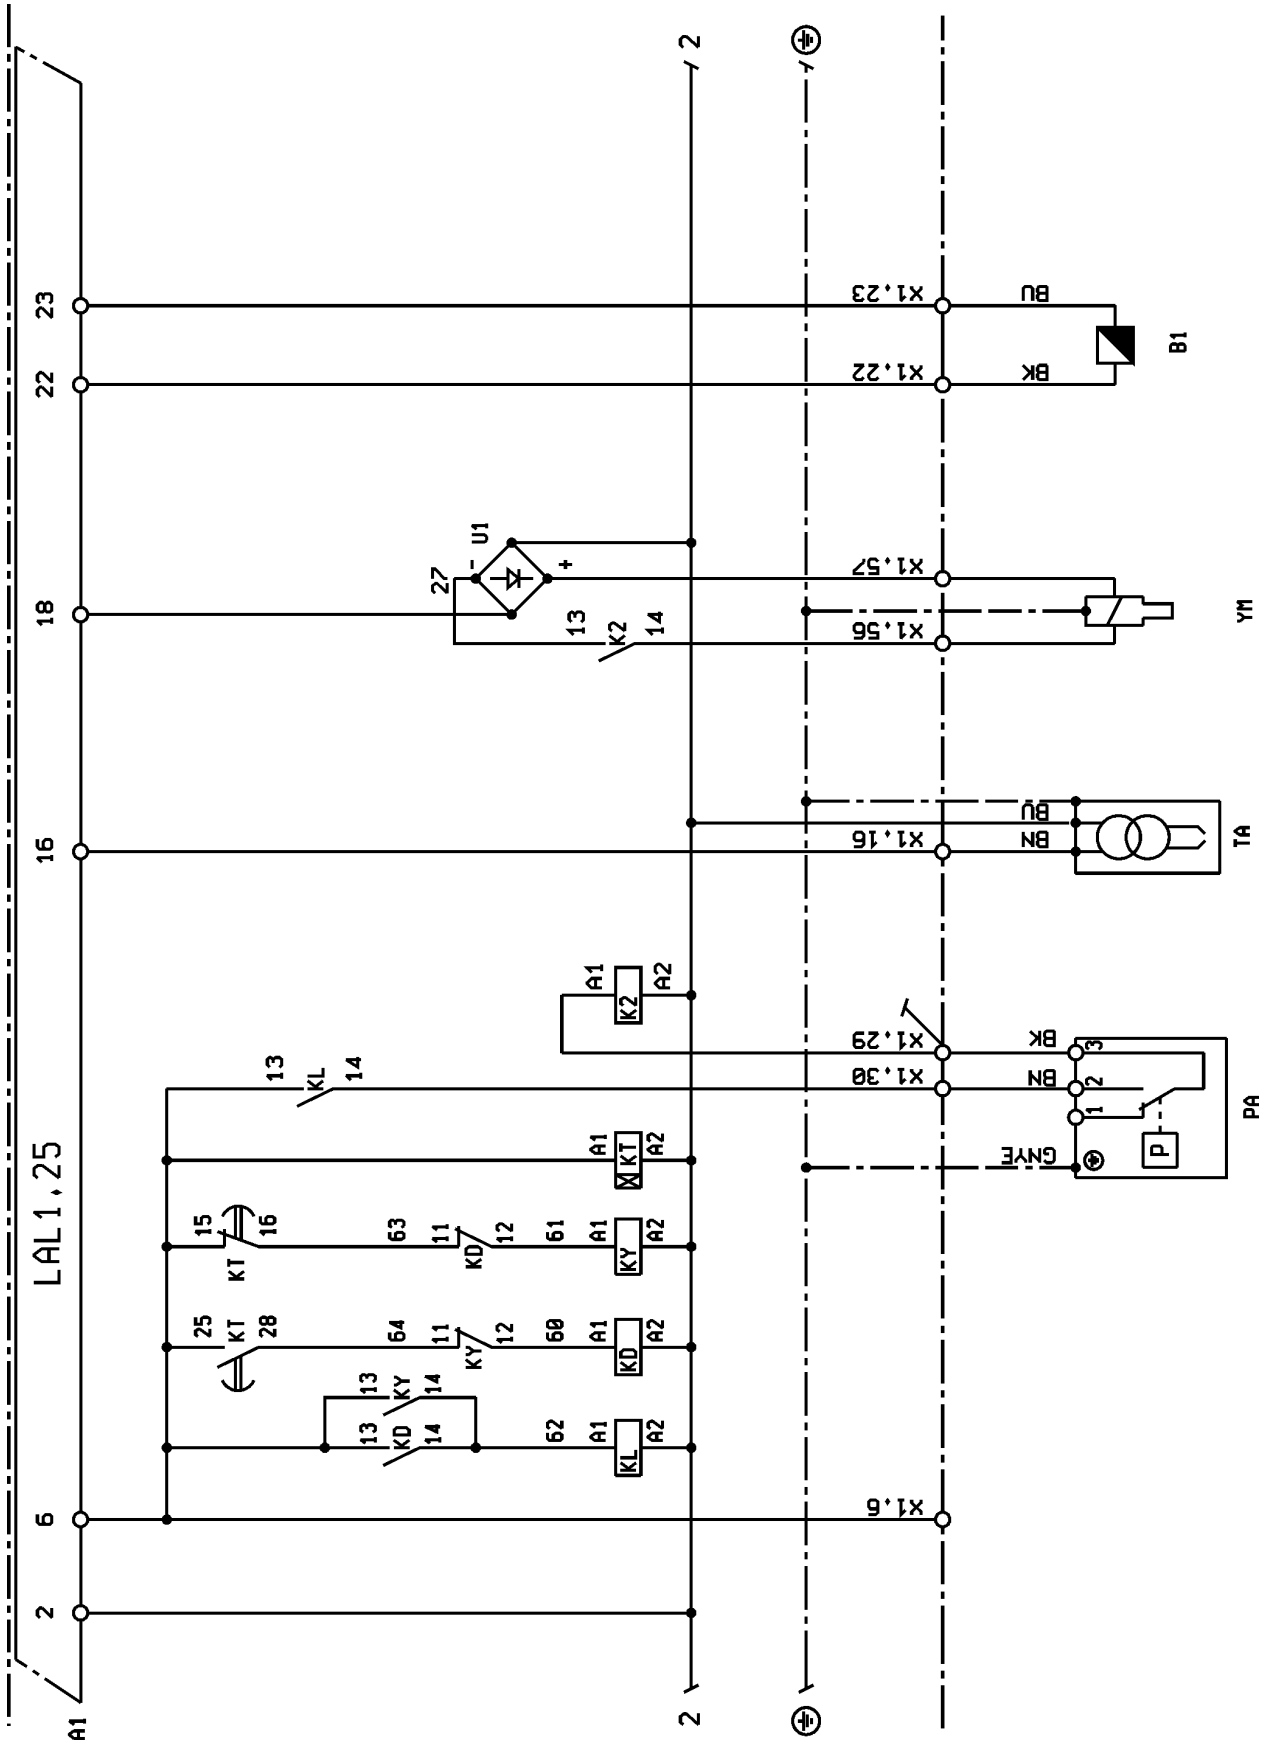 LAL1.25
2
6
16
18
22
23
A1
25
15
16
28
KT
KT
13
KL
14
13
KD
14
13
KY
14
64
63
11
KY
12
11
KD
12
62
60
61
A1
KL
A2
A1
KD
A2
A1
KY
A2
A1
KT
A2
A1
K2
A2
27
-
U1
+
13
K2
14
2
2
X1.6
X1.30
X1.29
X1.16
X1.56
X1.57
X1.22
X1.23
GNYE
BN
BK
BN
BU
BK
BU
1
2
3
P
PA
TA
YM
B1